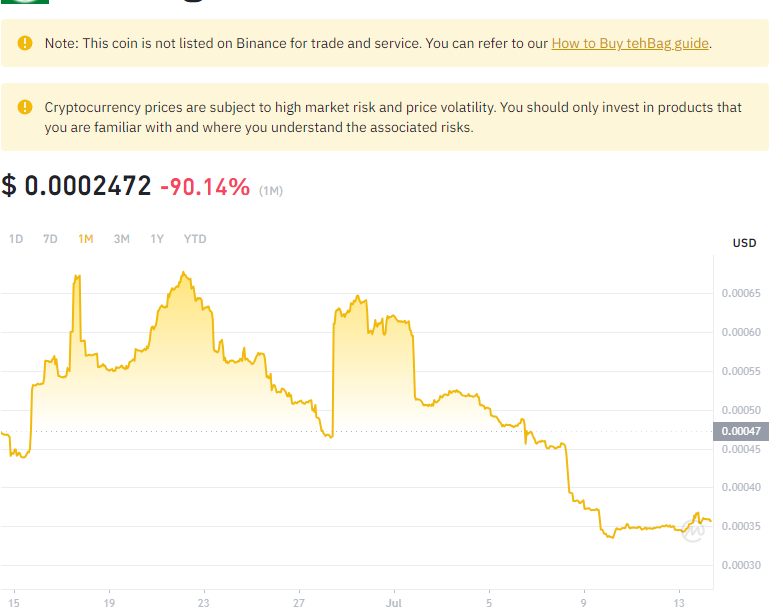 Note: This coin is not listed on Binance for trade and service. You can refer to our How to Buy tehBag guide.
Cryptocurrency prices are subject to high market risk and price volatility. You should only invest in products that
you are familiar with and where you understand the associated risks.
$ 0.0002472 -90.14% (1M)
1D 7D 1M 3M 1Y YTD
USD
0.00065
0.00060
0.00055
0.00050
0.00047
0.00045
0.00040
0.00035
0.00030
15 19 23 27 Jul 5 9 13